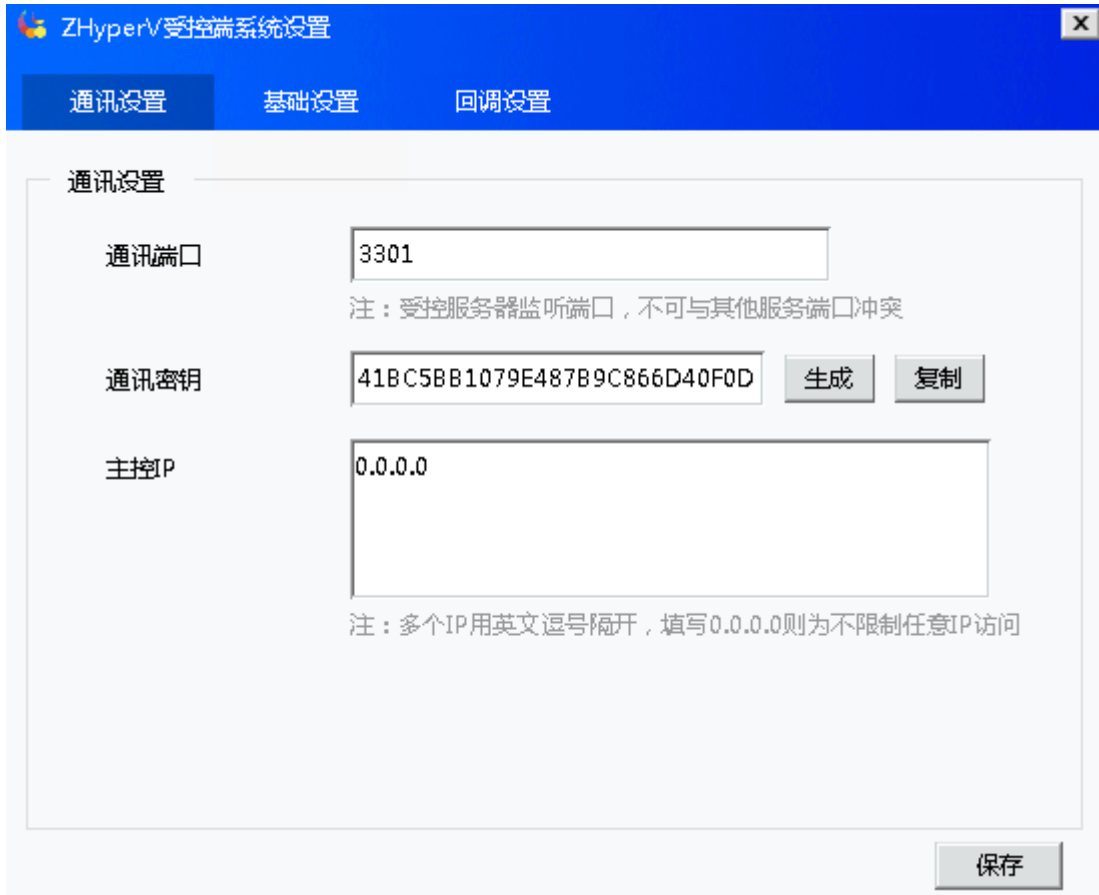 ZHyperV受控端系统设置
通讯设置 基础设置 回调设置
通讯设置
通讯端口 3301
注：受控服务器监听端口，不可与其他服务端口冲突
通讯密钥 41BC5BB1079E487B9C866D40F0D 生成 复制
主控IP 0.0.0.0
注：多个IP用英文逗号隔开，填写0.0.0.0则为不限制任意IP访问
保存